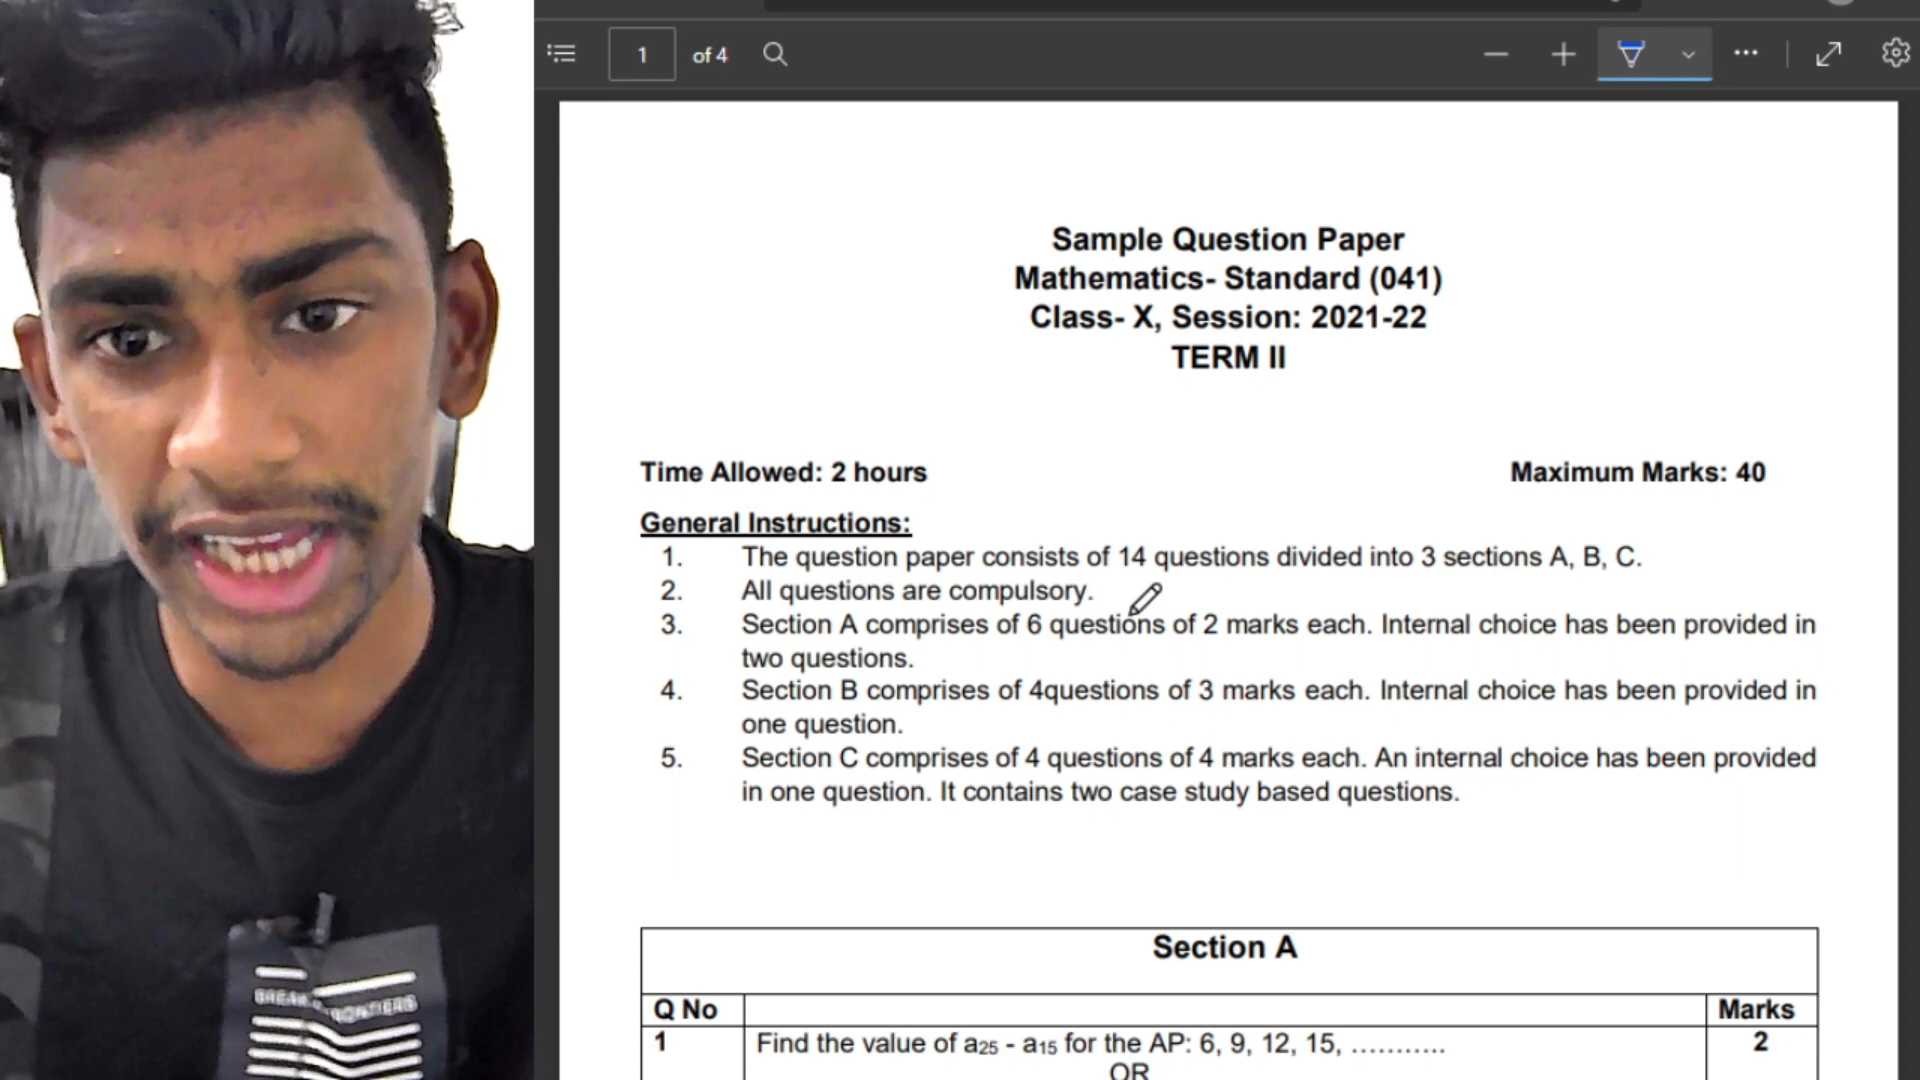 1 of 4
Sample Question Paper
Mathematics- Standard (041)
Class- X, Session: 2021-22
TERM II
Time Allowed: 2 hours Maximum Marks: 40
General Instructions:
1. The question paper consists of 14 questions divided into 3 sections A, B, C.
2. All questions are compulsory.
3. Section A comprises of 6 questions of 2 marks each. Internal choice has been provided in
two questions.
4. Section B comprises of 4questions of 3 marks each. Internal choice has been provided in
one question.
5. Section C comprises of 4 questions of 4 marks each. An internal choice has been provided
in one question. It contains two case study based questions.
Section A
Q No Marks
1 Find the value of a25 - a15 for the AP: 6, 9, 12, 15, ……….. 2
OR